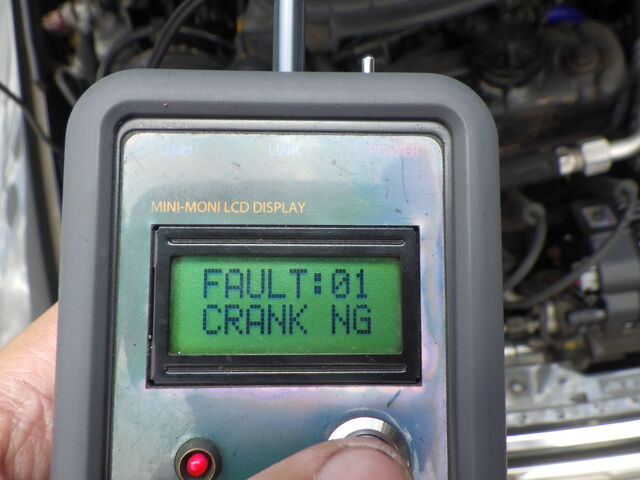 LIGHT LINK POWER
MINI-MONI LCD DISPLAY
FAULT:01
CRANK NG